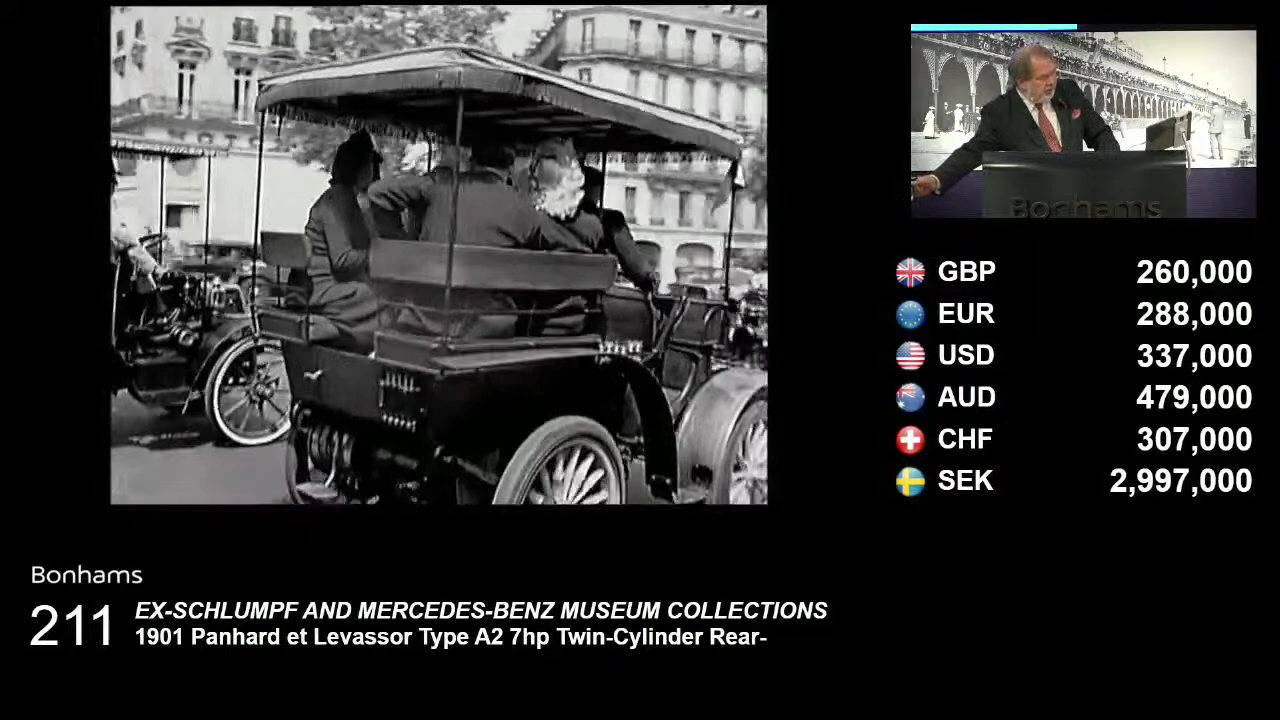 Bonhams
GBP 260,000
EUR 288,000
USD 337,000
AUD 479,000
CHF 307,000
SEK 2,997,000
Bonhams
211
EX-SCHLUMPF AND MERCEDES-BENZ MUSEUM COLLECTIONS
1901 Panhard et Levassor Type A2 7hp Twin-Cylinder Rear-